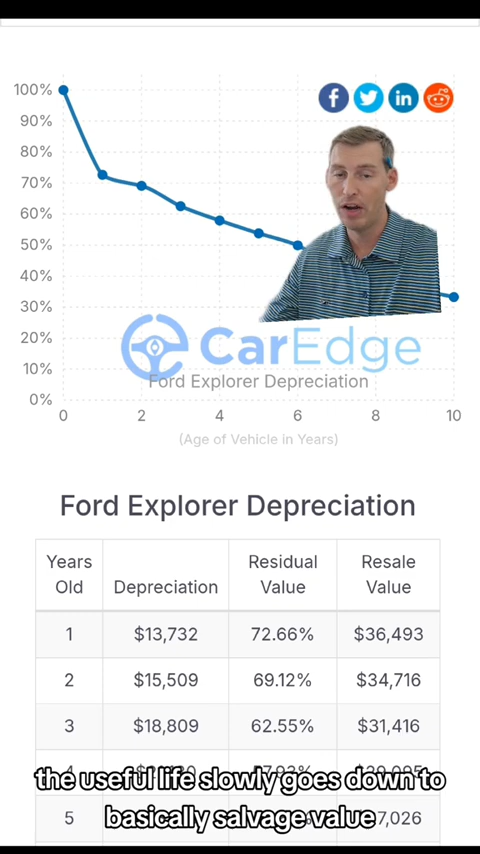 100%
90%
80%
70%
60%
50%
40%
30%
20%
10%
0%
CarEdge
Ford Explorer Depreciation
0 2 4 6 8 10
(Age of Vehicle in Years)
Ford Explorer Depreciation
Years Old Depreciation Residual Value Resale Value
1 $13,732 72.66% $36,493
2 $15,509 69.12% $34,716
3 $18,809 62.55% $31,416
the useful life slowly goes down to
basically salvage value
5